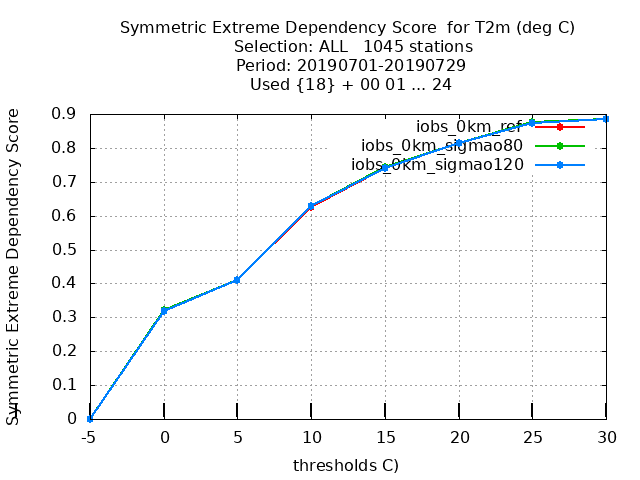 Symmetric Extreme Dependency Score  for T2m (deg C)
Selection: ALL   1045 stations
Period: 20190701-20190729
Used {18} + 00 01 ... 24
Symmetric Extreme Dependency Score
)
0.9
0.8
0.7
0.6
0.5
0.4
0.3
0.2
0.1
0
iobs_0km_ref
iobs_0km_sigmao80
iobs_0km_sigmao120
-5 0 5 10 15 20 25 30
thresholds C)